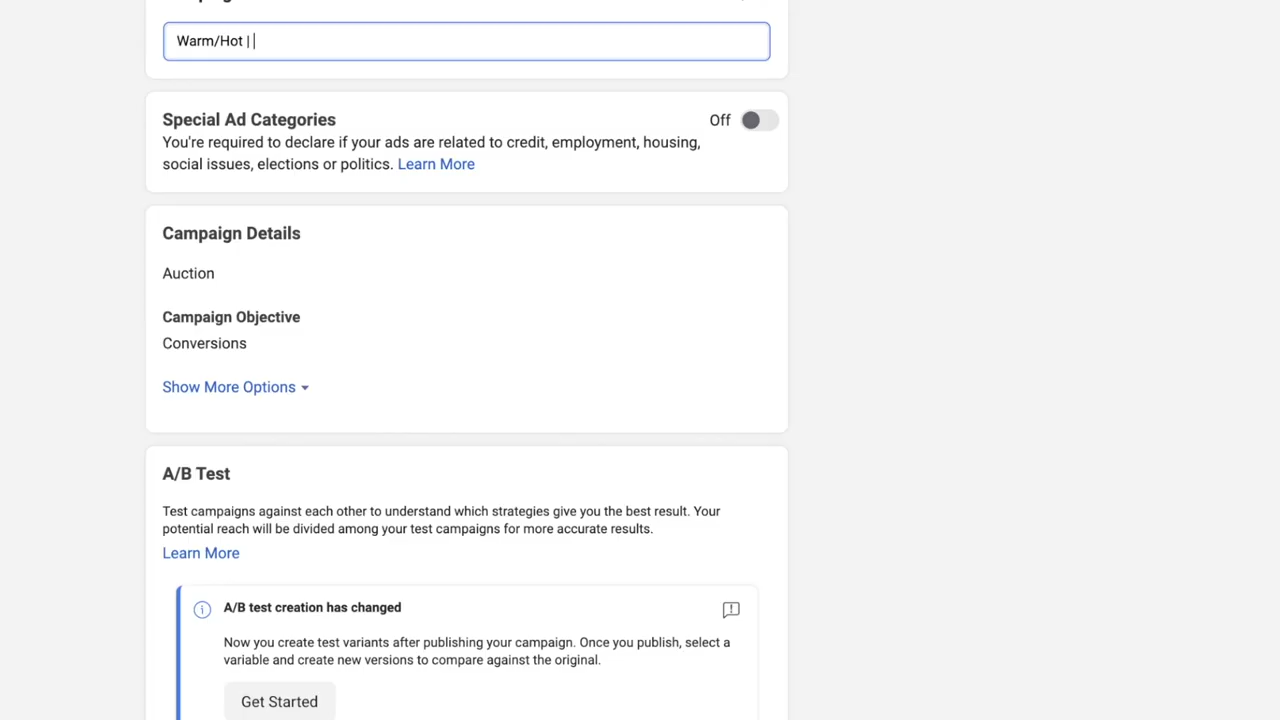 Warm/Hot |
Special Ad Categories
Off
You're required to declare if your ads are related to credit, employment, housing,
social issues, elections or politics. Learn More
Campaign Details
Auction
Campaign Objective
Conversions
Show More Options
A/B Test
Test campaigns against each other to understand which strategies give you the best result. Your
potential reach will be divided among your test campaigns for more accurate results.
Learn More
A/B test creation has changed
Now you create test variants after publishing your campaign. Once you publish, select a
variable and create new versions to compare against the original.
Get Started